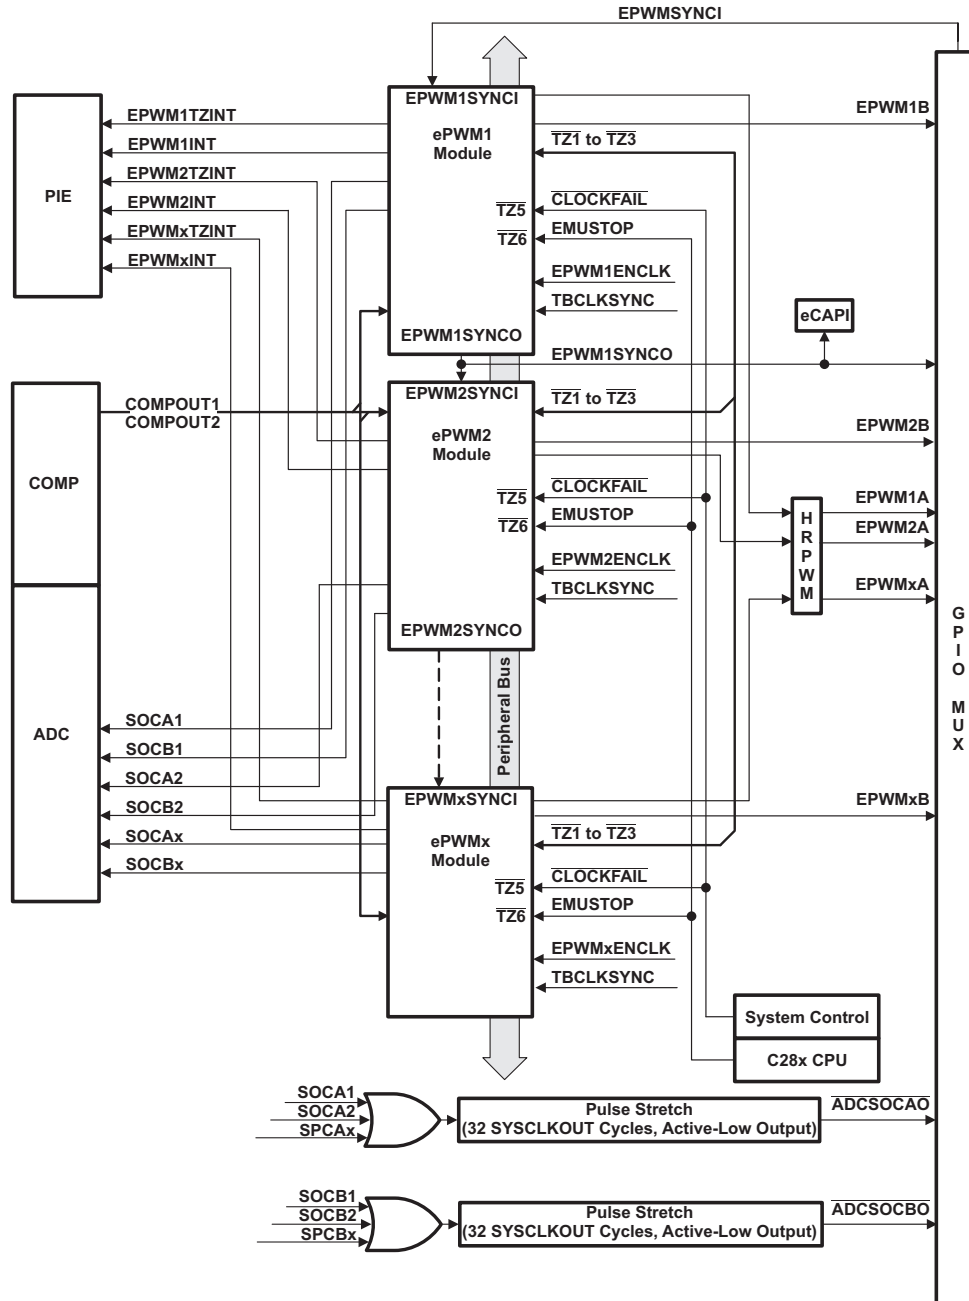 EPWMSYNCI
EPWM1SYNCI
EPWM1TZINT
EPWM1B
ePWM1
Module
TZ1 to TZ3
EPWM1INT
EPWM2TZINT
PIE
EPWM2INT
TZ5
CLOCKFAIL
EPWMxTZINT
TZ6
EMUSTOP
EPWMxINT
EPWM1ENCLK
TBCLKSYNC
eCAPI
EPWM1SYNCO
EPWM1SYNCO
EPWM2SYNCI
TZ1 to TZ3
COMPOUT1
COMPOUT2
EPWM2B
ePWM2
Module
COMP
TZ5
CLOCKFAIL
TZ6
EMUSTOP
HRPWM
EPWM1A
EPWM2A
EPWM2ENCLK
TBCLKSYNC
EPWMxA
EPWM2SYNCO
GPIO MUX
Peripheral Bus
ADC
SOCA1
SOCB1
SOCA2
SOCB2
SOCAx
SOCBx
EPWMxSYNCI
EPWMxB
ePWMx
Module
TZ1 to TZ3
TZ5
CLOCKFAIL
TZ6
EMUSTOP
EPWMxENCLK
TBCLKSYNC
System Control
C28x CPU
SOCA1
SOCA2
SPCAx
Pulse Stretch
(32 SYSCLKOUT Cycles, Active-Low Output)
ADCSOCAO
SOCB1
SOCB2
SPCBx
Pulse Stretch
(32 SYSCLKOUT Cycles, Active-Low Output)
ADCSOCBO